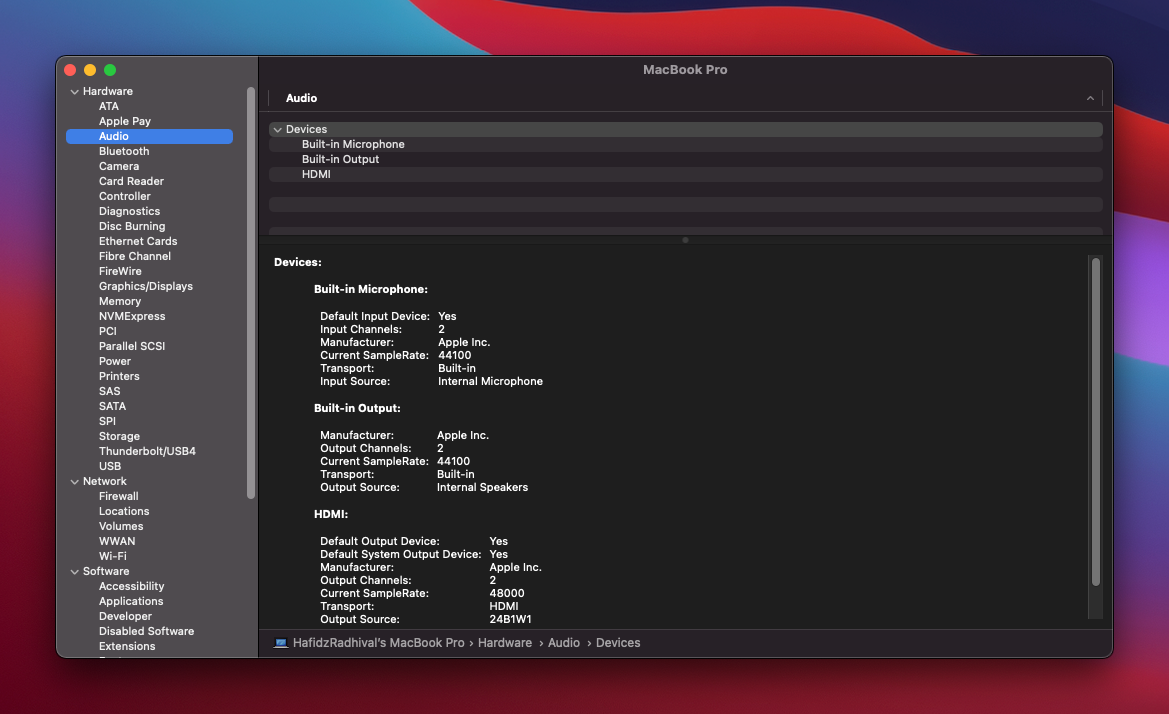 MacBook Pro
Hardware
ATA
Apple Pay
Audio
Bluetooth
Camera
Card Reader
Controller
Diagnostics
Disc Burning
Ethernet Cards
Fibre Channel
FireWire
Graphics/Displays
Memory
NVMExpress
PCI
Parallel SCSI
Power
Printers
SAS
SATA
SPI
Storage
Thunderbolt/USB4
USB
Network
Firewall
Locations
Volumes
WWAN
Wi-Fi
Software
Accessibility
Applications
Developer
Disabled Software
Extensions
Audio
Devices
Built-in Microphone
Built-in Output
HDMI
Devices:
Built-in Microphone:
Default Input Device: Yes
Input Channels: 2
Manufacturer: Apple Inc.
Current SampleRate: 44100
Transport: Built-in
Input Source: Internal Microphone
Built-in Output:
Manufacturer: Apple Inc.
Output Channels: 2
Current SampleRate: 44100
Transport: Built-in
Output Source: Internal Speakers
HDMI:
Default Output Device: Yes
Default System Output Device: Yes
Manufacturer: Apple Inc.
Output Channels: 2
Current SampleRate: 48000
Transport: HDMI
Output Source: 24B1W1
HafidzRadhival's MacBook Pro › Hardware › Audio › Devices